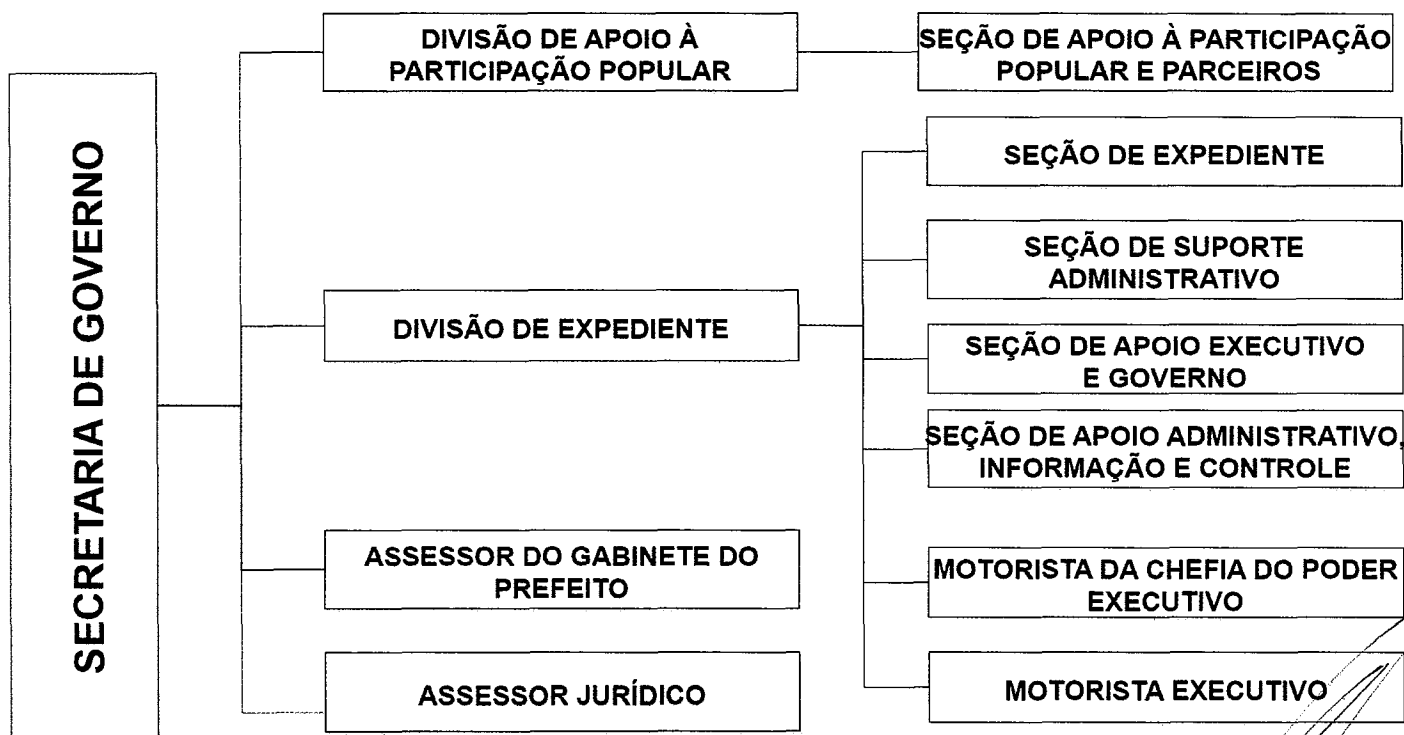 SECRETARIA DE GOVERNO
DIVISÃO DE APOIO À
PARTICIPAÇÃO POPULAR
SEÇÃO DE APOIO À PARTICIPAÇÃO
POPULAR E PARCEIROS
DIVISÃO DE EXPEDIENTE
SEÇÃO DE EXPEDIENTE
SEÇÃO DE SUPORTE
ADMINISTRATIVO
SEÇÃO DE APOIO EXECUTIVO
E GOVERNO
SEÇÃO DE APOIO ADMINISTRATIVO,
INFORMAÇÃO E CONTROLE
MOTORISTA DA CHEFIA DO PODER
EXECUTIVO
MOTORISTA EXECUTIVO
ASSESSOR DO GABINETE DO
PREFEITO
ASSESSOR JURÍDICO